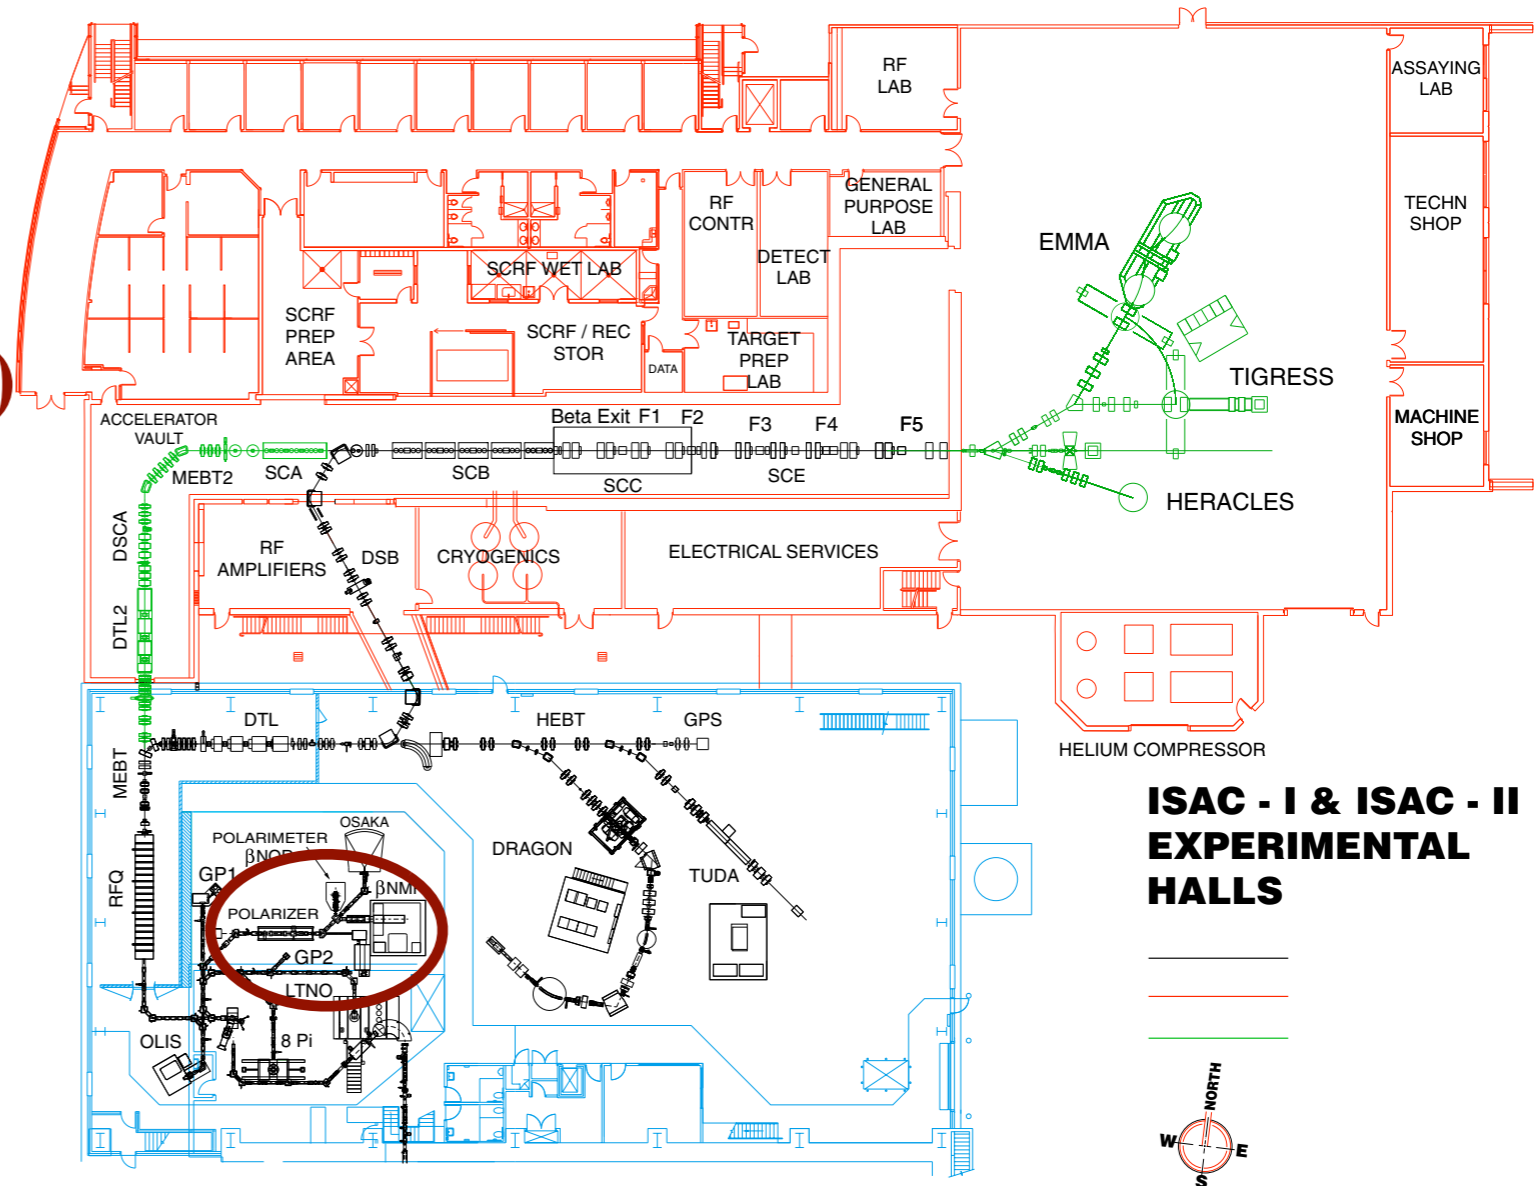 RF
LAB
ASSAYING
LAB
GENERAL
PURPOSE
LAB
RF
CONTR
TECHN
SHOP
EMMA
DETECT
LAB
SCRF WET LAB
SCRF
PREP
AREA
SCRF / REC
STOR
TARGET
PREP
LAB
DATA
TIGRESS
ACCELERATOR
VAULT
Beta Exit F1 F2 F3 F4 F5
MACHINE
SHOP
MEBT2
SCA
SCB
SCC
SCE
HERACLES
DSCA
RF
AMPLIFIERS
DSB
CRYOGENICS
ELECTRICAL SERVICES
DTL2
DTL
HEBT
GPS
HELIUM COMPRESSOR
MEBT
ISAC - I & ISAC - II
EXPERIMENTAL
HALLS
OSAKA
POLARIMETER
DRAGON
TUDA
GP1
RFQ
POLARIZER
GP2
LTNO
OLIS
8 Pi
NORTH
W
E
S